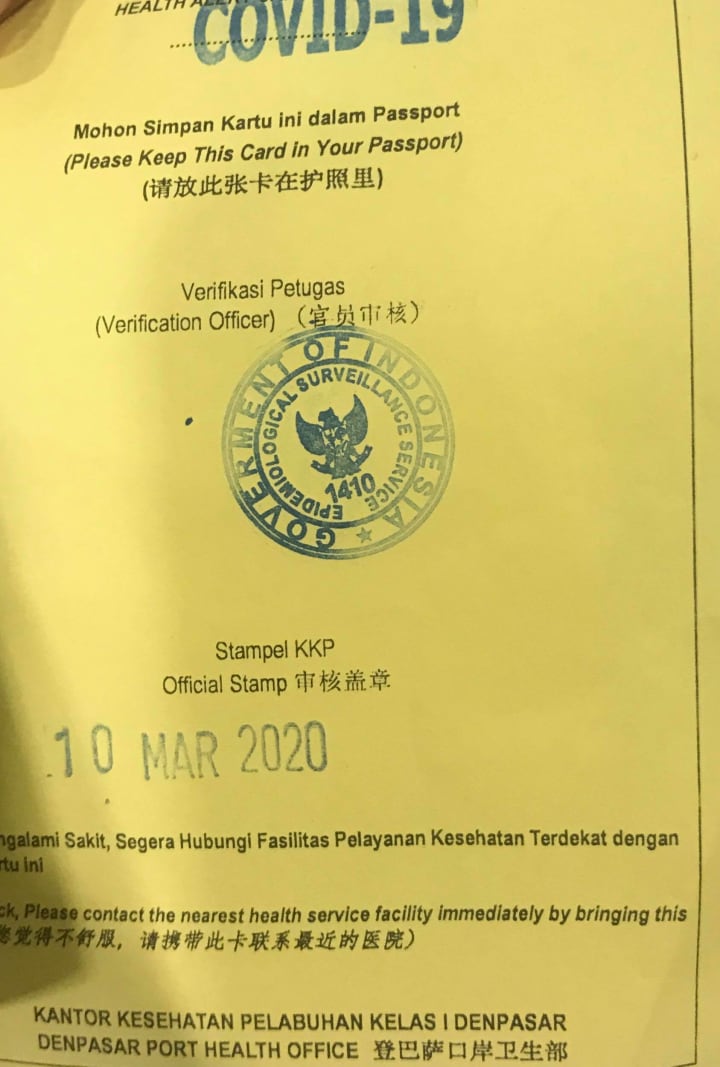 HEALTH ALERT
COVID-19
Mohon Simpan Kartu ini dalam Passport
(Please Keep This Card in Your Passport)
(请放此张卡在护照里)
Verifikasi Petugas
(Verification Officer) (官员审核)
GOVERMENT OF INDONESIA
EPIDEMIOLOGICAL SURVEILLANCE SERVICE
1410
Stampel KKP
Official Stamp 审核盖章
10 MAR 2020
ngalami Sakit, Segera Hubungi Fasilitas Pelayanan Kesehatan Terdekat dengan
rtu ini
ck, Please contact the nearest health service facility immediately by bringing this
您觉得不舒服，请携带此卡联系最近的医院）
KANTOR KESEHATAN PELABUHAN KELAS I DENPASAR
DENPASAR PORT HEALTH OFFICE 登巴萨口岸卫生部